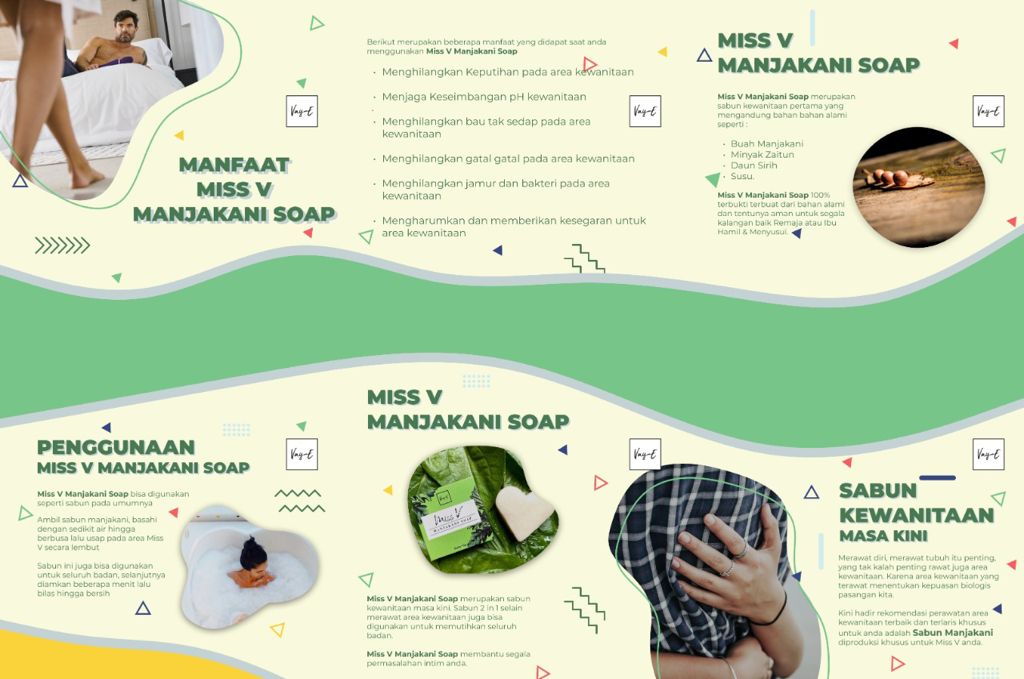 Vay-E
MANFAAT
MISS V
MANJAKANI SOAP
Berikut merupakan beberapa manfaat yang didapat saat anda
menggunakan Miss V Manjakani Soap
• Menghilangkan Keputihan pada area kewanitaan
• Menjaga Keseimbangan pH kewanitaan
•
• Menghilangkan bau tak sedap pada area
kewanitaan
• Menghilangkan gatal gatal pada area kewanitaan
• Menghilangkan jamur dan bakteri pada area
kewanitaan
• Mengharumkan dan memberikan kesegaran untuk
area kewanitaan
Vay-E
MISS V
MANJAKANI SOAP
Miss V Manjakani Soap merupakan
sabun kewanitaan pertama yang
mengandung bahan bahan alami
seperti :
• Buah Manjakani
• Minyak Zaitun
• Daun Sirih
• Susu.
Miss V Manjakani Soap 100%
terbukti terbuat dari bahan alami
dan tentunya aman untuk segala
kalangan baik Remaja atau Ibu
Hamil & Menyusui.
Vay-E
PENGGUNAAN
MISS V MANJAKANI SOAP
Miss V Manjakani Soap bisa digunakan
seperti sabun pada umumnya
Ambil sabun manjakani, basahi
dengan sedikit air hingga
berbusa lalu usap pada area Miss
V secara lembut
Sabun ini juga bisa digunakan
untuk seluruh badan, selanjutnya
diamkan beberapa menit lalu
bilas hingga bersih
Vay-E
MISS V
MANJAKANI SOAP
Miss V
MANJAKANI SOAP
Miss V Manjakani Soap merupakan sabun
kewanitaan masa kini. Sabun 2 in 1 selain
merawat area kewanitaan juga bisa
digunakan untuk memutihkan seluruh
badan.
Miss V Manjakani Soap membantu segala
permasalahan intim anda.
Vay-E
SABUN
KEWANITAAN
MASA KINI
Merawat diri, merawat tubuh itu penting,
yang tak kalah penting rawat juga area
kewanitaan. Karena area kewanitaan yang
terawat menentukan kepuasan biologis
pasangan kita.
Kini hadir rekomendasi perawatan area
kewanitaan terbaik dan terlaris khusus
untuk anda adalah Sabun Manjakani
diproduksi khusus untuk Miss V anda.
Vay-E